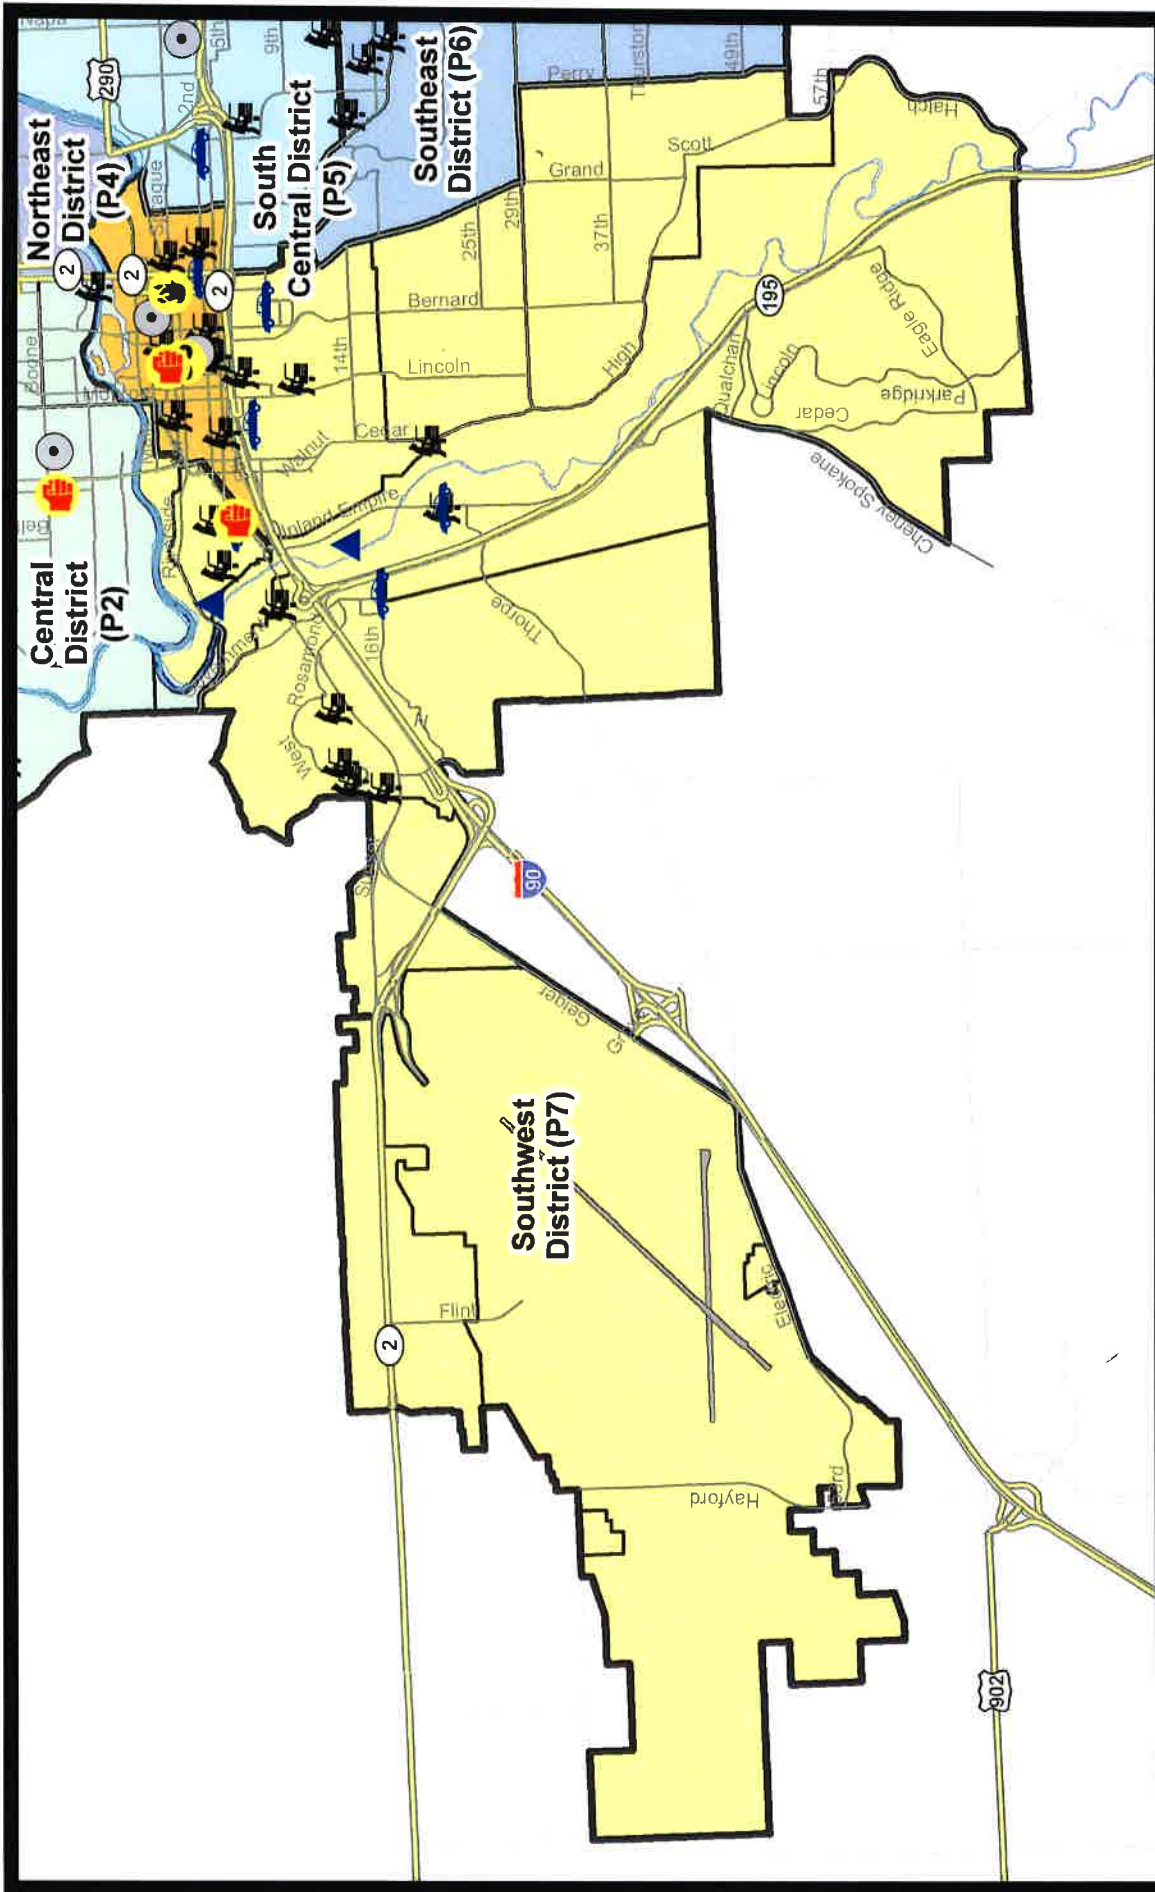 Northeast
District
(P4)
Central
District
(P2)
South
Central District
(P5)
Southeast
District (P6)
Southwest
District (P7)
290
2
2
2
195
90
2
902
2nd
5th
9th
Perry
49th
57th
Hatch
Scott
Grand
29th
25th
37th
Bernard
14th
Lincoln
High
Boone
Walnut
Cedar
Inland Empire
16th
Rosamond
West
Thorpe
Qualchan
Lincoln
Cedar
Parkridge
Eagle Ridge
Cheney Spokane
Geiger
Flint
Electric
Hayford